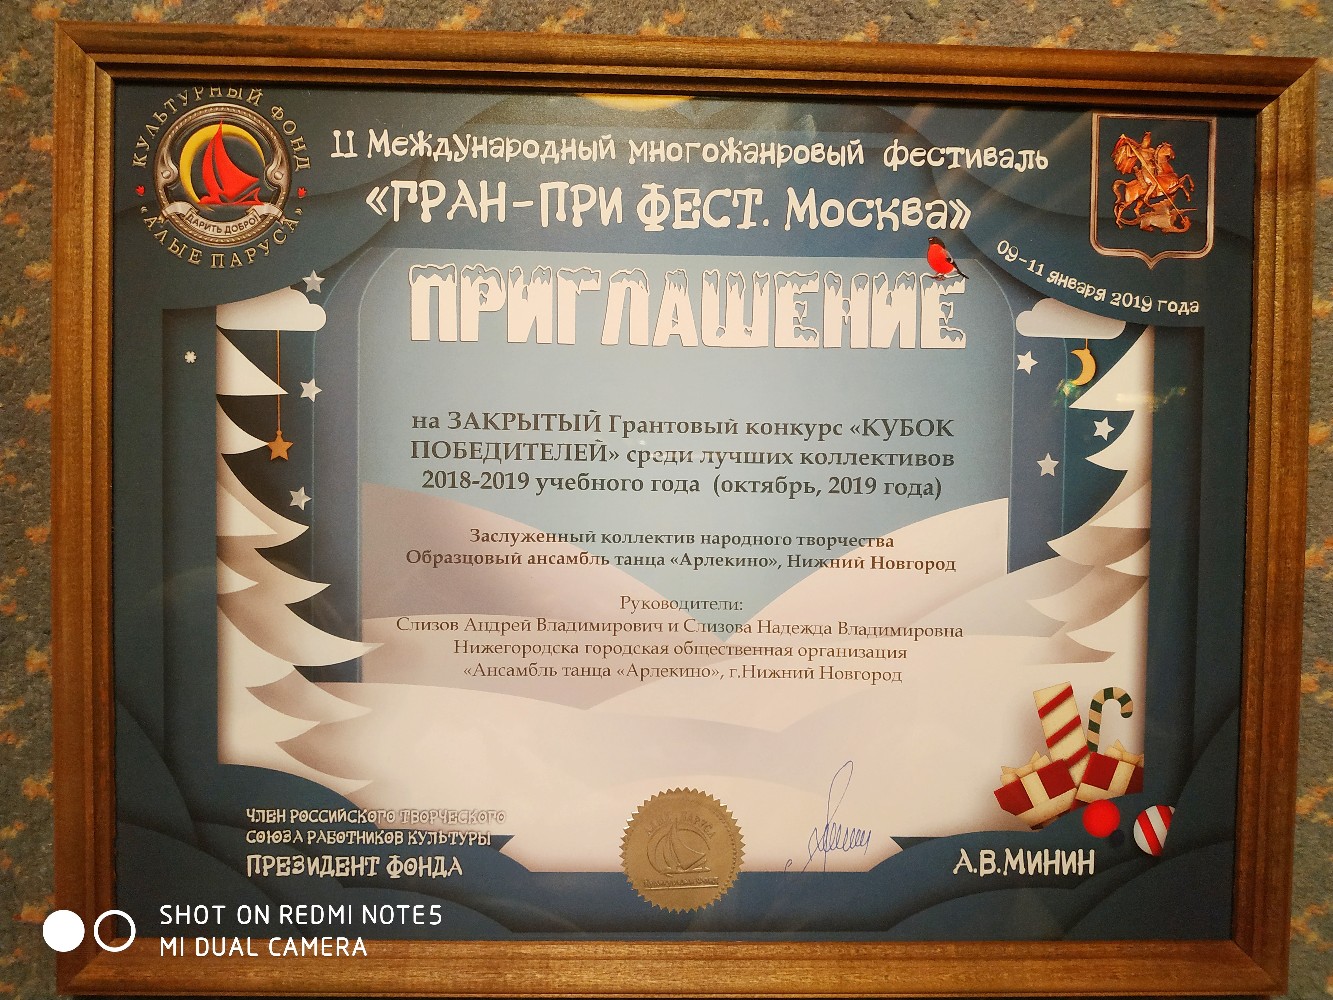 КУЛЬТУРНЫЙ ФОНД
«АЛЫЕ ПАРУСА»
ДАРИТЬ ДОБРО!
II Международный многожанровый фестиваль
«ГРАН-ПРИ ФЕСТ. Москва»
09-11 января 2019 года
ПРИГЛАШЕНИЕ
на ЗАКРЫТЫЙ Грантовый конкурс «КУБОК
ПОБЕДИТЕЛЕЙ» среди лучших коллективов
2018-2019 учебного года (октябрь, 2019 года)
Заслуженный коллектив народного творчества
Образцовый ансамбль танца «Арлекино», Нижний Новгород
Руководители:
Слизов Андрей Владимирович и Слизова Надежда Владимировна
Нижегородска городская общественная организация
«Ансамбль танца «Арлекино», г.Нижний Новгород
ЧЛЕН РОССИЙСКОГО ТВОРЧЕСКОГО
СОЮЗА РАБОТНИКОВ КУЛЬТУРЫ
ПРЕЗИДЕНТ ФОНДА
А.В.МИНИН
SHOT ON REDMI NOTE5
MI DUAL CAMERA